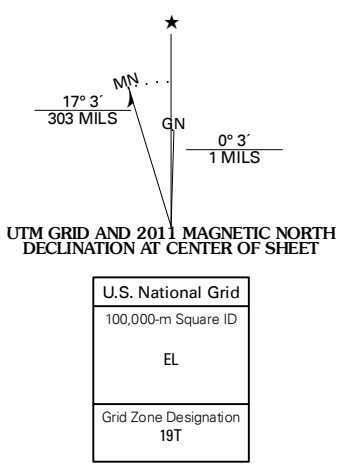 ★
MN
17° 3´
303 MILS
GN
0° 3´
1 MILS
UTM GRID AND 2011 MAGNETIC NORTH
DECLINATION AT CENTER OF SHEET
U.S. National Grid
100,000-m Square ID
EL
Grid Zone Designation
19T